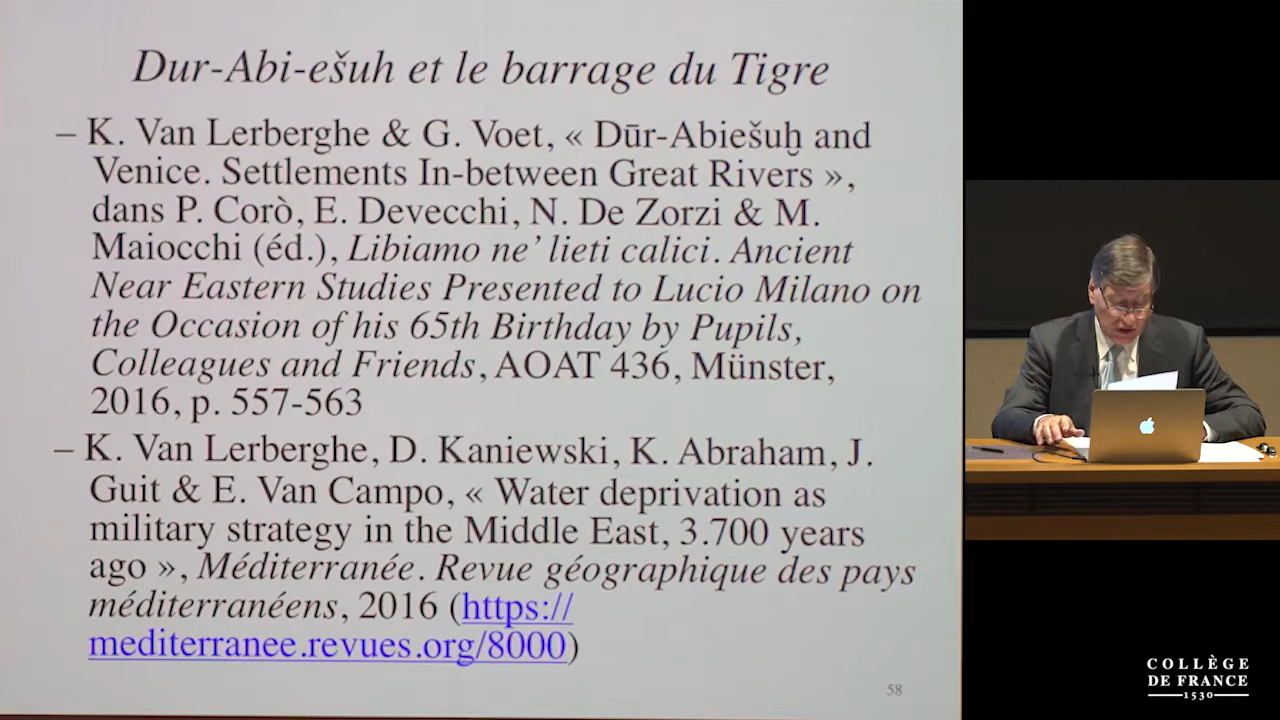 Dur-Abi-ešuh et le barrage du Tigre
– K. Van Lerberghe & G. Voet, « Dūr-Abiešuḫ and
Venice. Settlements In-between Great Rivers »,
dans P. Corò, E. Devecchi, N. De Zorzi & M.
Maiocchi (éd.), Libiamo ne’ lieti calici. Ancient
Near Eastern Studies Presented to Lucio Milano on
the Occasion of his 65th Birthday by Pupils,
Colleagues and Friends, AOAT 436, Münster,
2016, p. 557-563
– K. Van Lerberghe, D. Kaniewski, K. Abraham, J.
Guit & E. Van Campo, « Water deprivation as
military strategy in the Middle East, 3.700 years
ago », Méditerranée. Revue géographique des pays
méditerranéens, 2016 (https://
mediterranee.revues.org/8000)
58
COLLÈGE
DE FRANCE
1530